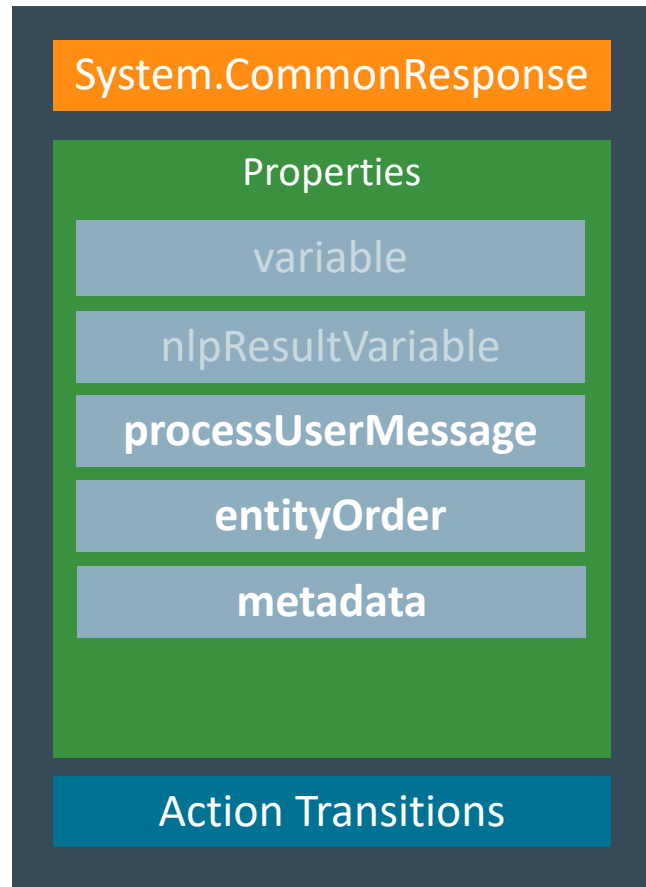 System.CommonResponse
Properties
variable
nlpResultVariable
processUserMessage
entityOrder
metadata
Action Transitions